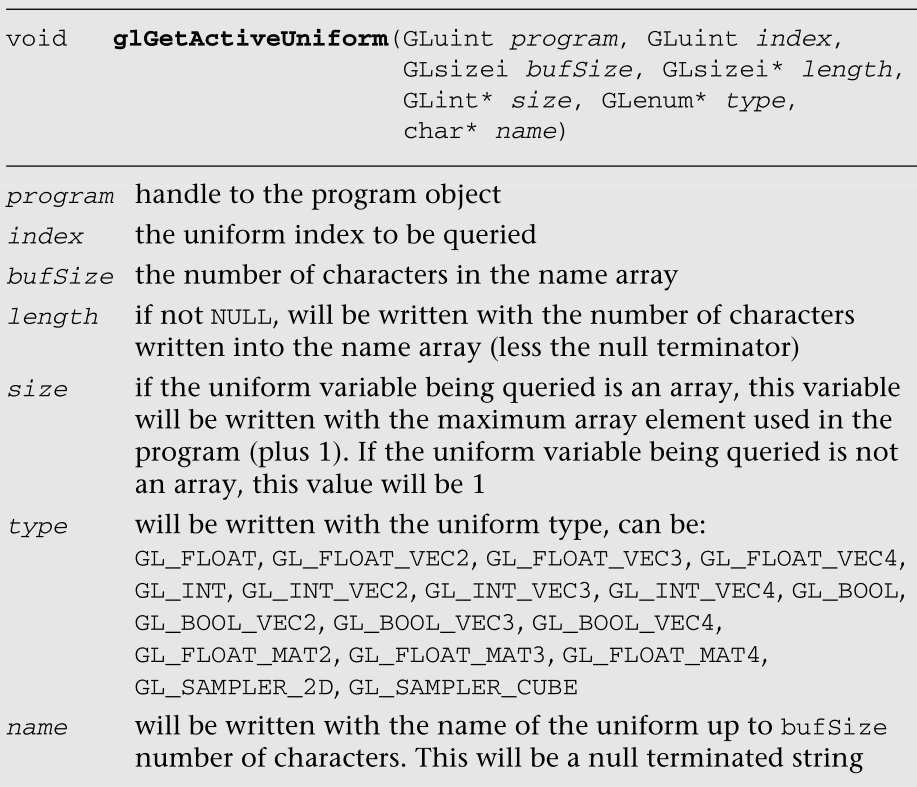 void glGetActiveUniform(GLuint program, GLuint index,
GLsizei bufSize, GLsizei* length,
GLint* size, GLenum* type,
char* name)
program handle to the program object
index the uniform index to be queried
bufSize the number of characters in the name array
length if not NULL, will be written with the number of characters
written into the name array (less the null terminator)
size if the uniform variable being queried is an array, this variable
will be written with the maximum array element used in the
program (plus 1). If the uniform variable being queried is not
an array, this value will be 1
type will be written with the uniform type, can be:
GL_FLOAT, GL_FLOAT_VEC2, GL_FLOAT_VEC3, GL_FLOAT_VEC4,
GL_INT, GL_INT_VEC2, GL_INT_VEC3, GL_INT_VEC4, GL_BOOL,
GL_BOOL_VEC2, GL_BOOL_VEC3, GL_BOOL_VEC4,
GL_FLOAT_MAT2, GL_FLOAT_MAT3, GL_FLOAT_MAT4,
GL_SAMPLER_2D, GL_SAMPLER_CUBE
name will be written with the name of the uniform up to bufSize
number of characters. This will be a null terminated string